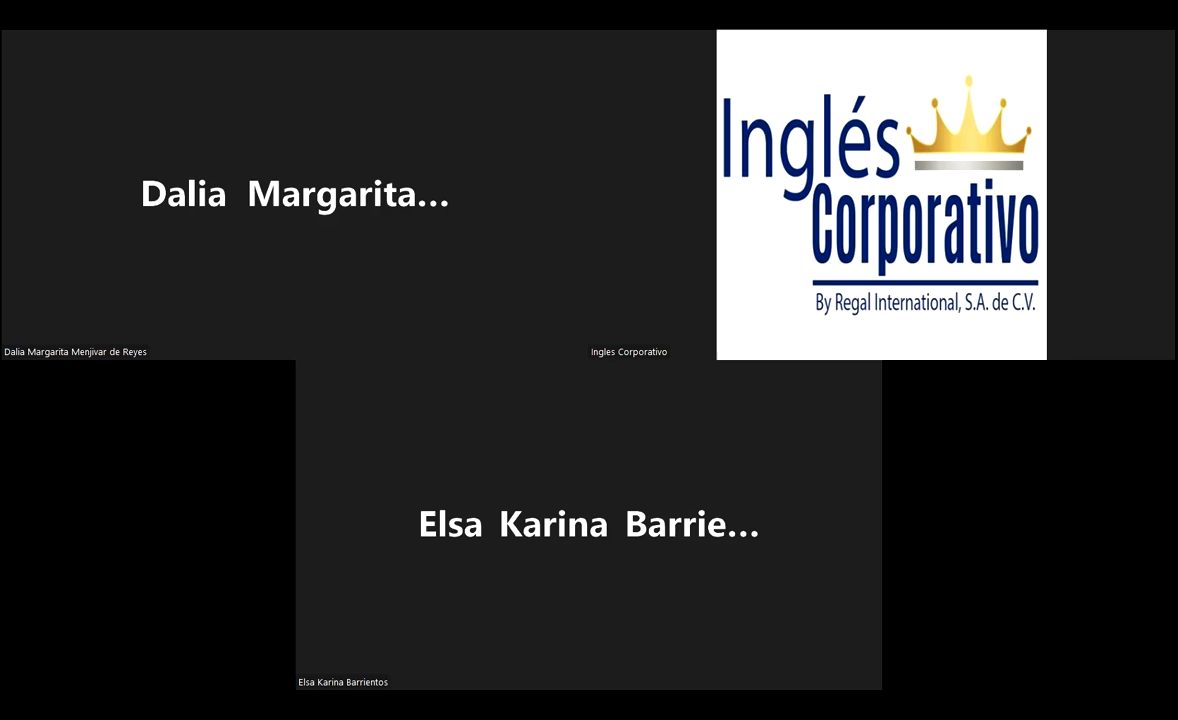 Dalia Margarita...
Dalia Margarita Menjivar de Reyes
Inglés
Corporativo
By Regal International, S.A. de C.V.
Ingles Corporativo
Elsa Karina Barrie...
Elsa Karina Barrientos